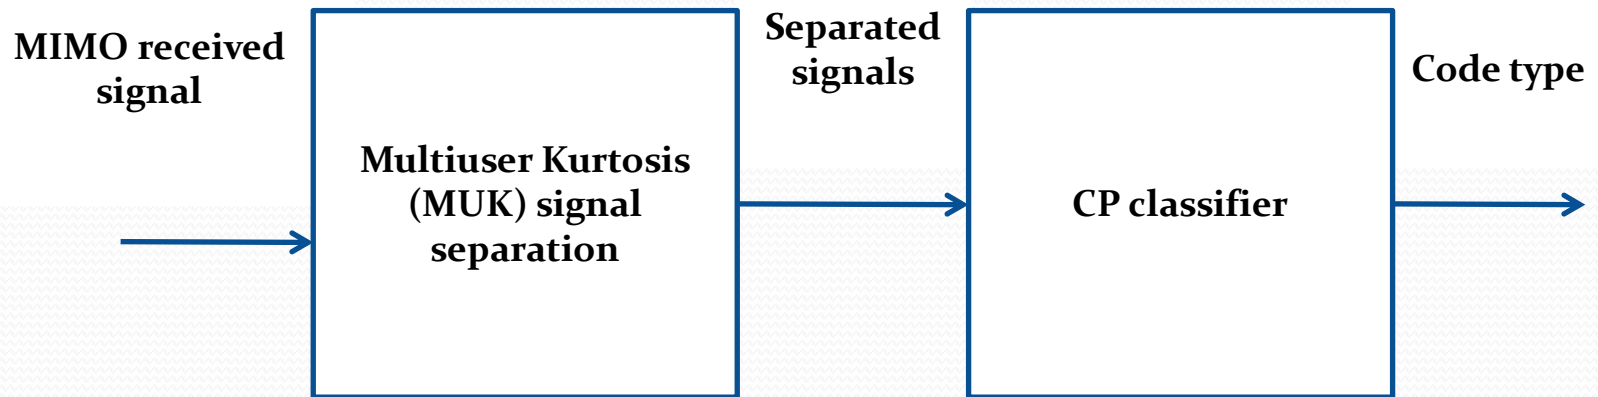 MIMO received
signal
Multiuser Kurtosis
(MUK) signal
separation
Separated
signals
CP classifier
Code type